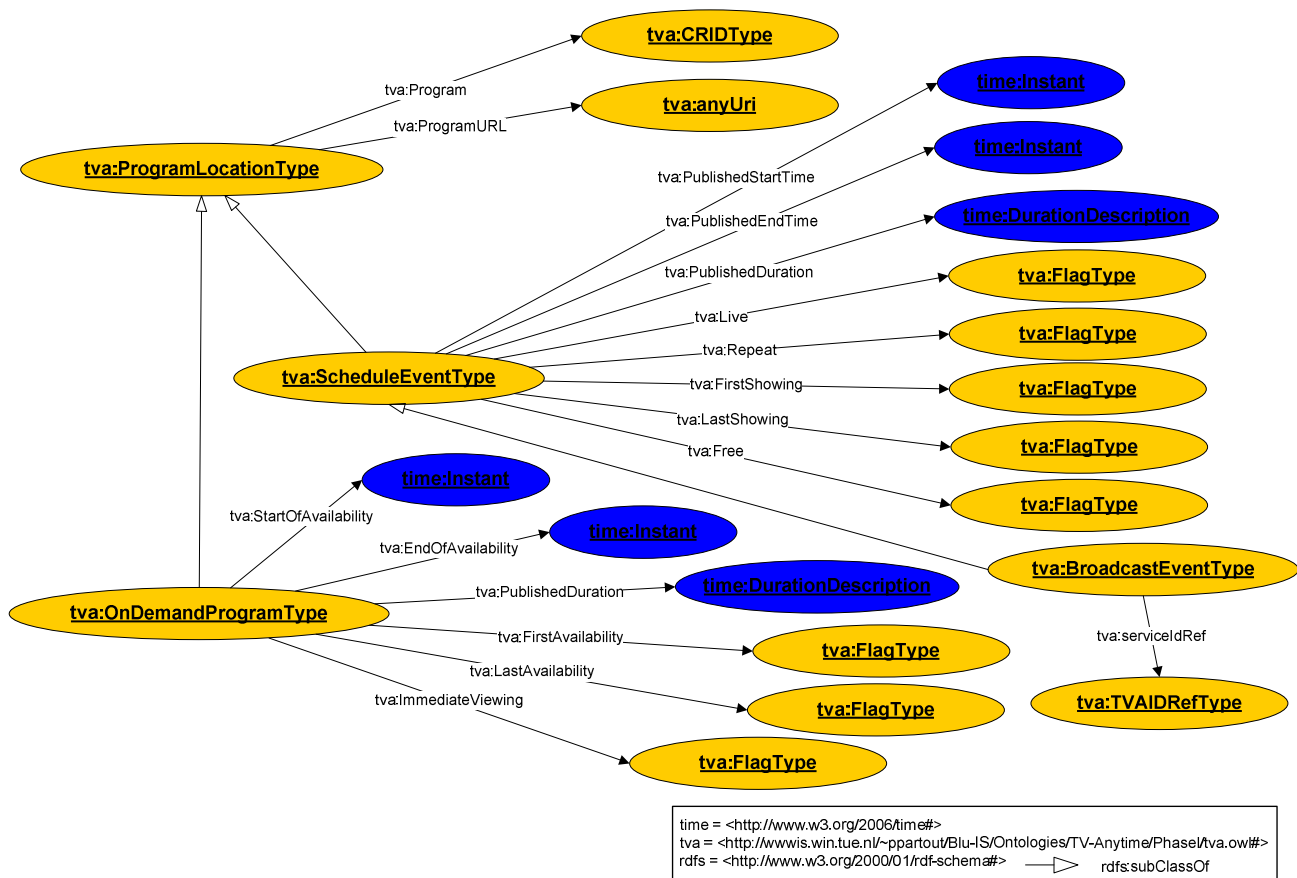 tva:CRIDType
tva:Program
time:Instant
tva:anyUri
tva:ProgramURL
time:Instant
tva:ProgramLocationType
tva:PublishedStartTime
time:DurationDescription
tva:PublishedEndTime
tva:PublishedDuration
tva:FlagType
tva:Live
tva:FlagType
tva:Repeat
tva:ScheduleEventType
tva:FirstShowing
tva:FlagType
tva:LastShowing
tva:FlagType
tva:Free
time:Instant
tva:FlagType
tva:StartOfAvailability
time:Instant
tva:EndOfAvailability
tva:BroadcastEventType
time:DurationDescription
tva:PublishedDuration
tva:OnDemandProgramType
tva:FirstAvailability
tva:serviceIdRef
tva:FlagType
tva:LastAvailability
tva:ImmediateViewing
tva:TVAIDRefType
tva:FlagType
tva:FlagType
time = <http://www.w3.org/2006/time#>
tva = <http://wwwis.win.tue.nl/~ppartout/Blu-IS/Ontologies/TV-Anytime/PhaseI/tva.owl#>
rdfs = <http://www.w3.org/2000/01/rdf-schema#> rdfs:subClassOf